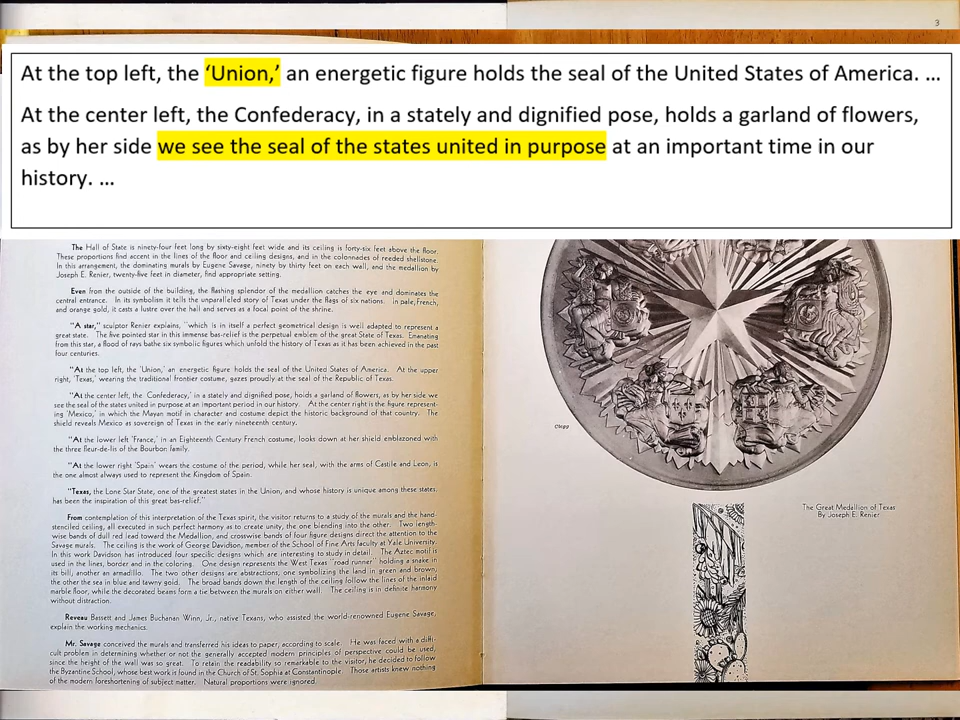 3
At the top left, the ‘Union,’ an energetic figure holds the seal of the United States of America. …
At the center left, the Confederacy, in a stately and dignified pose, holds a garland of flowers,
as by her side we see the seal of the states united in purpose at an important time in our
history. …
The Hall of State is ninety-four feet long by sixty-eight feet wide and its ceiling is forty-six feet above the floor.
These proportions find accent in the lines of the floor and ceiling designs, and in the colonnades of reeded shellstone.
In this arrangement, the dominating murals by Eugene Savage, ninety by thirty feet on each wall, and the medallion by
Joseph E. Renier, twenty-five feet in diameter, find appropriate setting.
Even from the outside of the building, the flashing splendor of the medallion catches the eye and dominates the
central entrance. In its symbolism it tells the unparalleled story of Texas under the flags of six nations. In pale, French,
and orange gold, it casts a lustre over the hall and serves as a focal point of the shrine.
"A star," sculptor Renier explains, "which is in itself a perfect geometrical design is well adapted to represent a
great state. The five pointed star in this immense bas-relief is the perpetual emblem of the great State of Texas. Emanating
from this star, a flood of rays bathe six symbolic figures which unfold the history of Texas as it has been achieved in the past
four centuries.
"At the top left, the 'Union,' an energetic figure holds the seal of the United States of America. At the upper
right, 'Texas,' wearing the traditional frontier costume, gazes proudly at the seal of the Republic of Texas.
"At the center left, the 'Confederacy,' in a stately and dignified pose, holds a garland of flowers, as by her side we
see the seal of the states united in purpose at an important period in our history. At the center right is the figure represent-
ing 'Mexico,' in which the Mayan motif in character and costume depict the historic background of that country. The
shield reveals Mexico as sovereign of Texas in the early nineteenth century.
"At the lower left 'France,' in an Eighteenth Century French costume, looks down at her shield emblazoned with
the three fleur-de-lis of the Bourbon family.
"At the lower right 'Spain' wears the costume of the period, while her seal, with the arms of Castile and Leon, is
the one almost always used to represent the Kingdom of Spain.
"Texas, the Lone Star State, one of the greatest states in the Union, and whose history is unique among these states,
has been the inspiration of this great bas-relief."
From contemplation of this interpretation of the Texas spirit, the visitor returns to a study of the murals and the hand-
stenciled ceiling, all executed in such perfect harmony as to create unity, the one blending into the other. Two length-
wise bands of dull red lead toward the Medallion, and crosswise bands of four figure designs direct the attention to the
Savage murals. The ceiling is the work of George Davidson, member of the School of Fine Arts faculty at Yale University.
In this work Davidson has introduced four specific designs which are interesting to study in detail. The Aztec motif is
used in the lines, border and in the coloring. One design represents the West Texas "road runner" holding a snake in
its bill, another an armadillo. The two other designs are abstractions, one symbolizing the land in green and brown,
the other the sea in blue and tawny gold. The broad bands down the length of the ceiling follow the lines of the inlaid
marble floor, while the decorated beams form a tie between the murals on either wall. The ceiling is in definite harmony
without distraction.
Reveau Bassett and James Buchanan Winn, Jr., native Texans, who assisted the world-renowned Eugene Savage,
explain the working mechanics.
Mr. Savage conceived the murals and transferred his ideas to paper, according to scale. He was faced with a diffi-
cult problem in determining whether or not the generally accepted modern principles of perspective could be used,
since the height of the wall was so great. To retain the readability so remarkable to the visitor, he decided to follow
the Byzantine School, whose best work is found in the Church of St. Sophia at Constantinople. Those artists knew nothing
of the modern foreshortening of subject matter. Natural proportions were ignored.
Clogg
The Great Medallion of Texas
By Joseph E. Renier